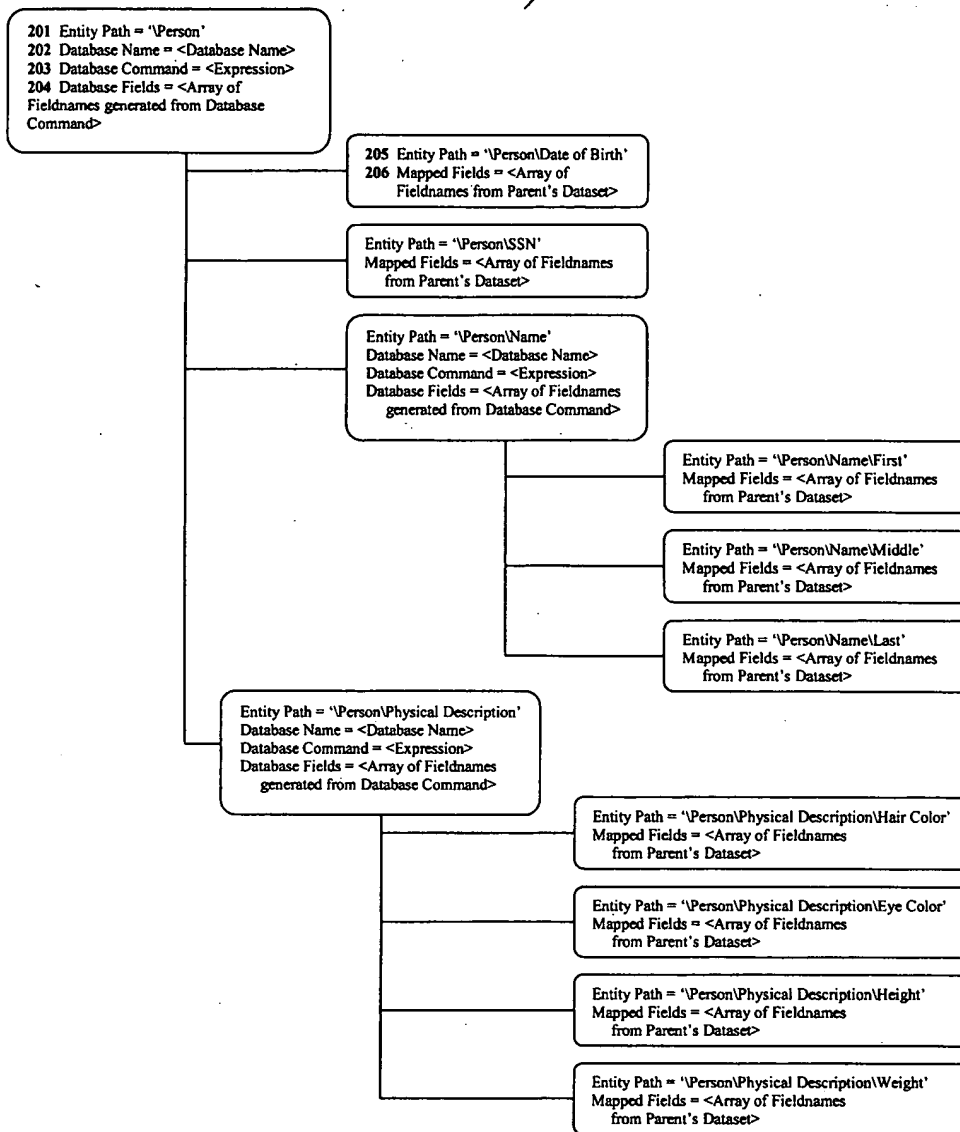 201 Entity Path = '\Person'
202 Database Name = <Database Name>
203 Database Command = <Expression>
204 Database Fields = <Array of
Fieldnames generated from Database
Command>
205 Entity Path = '\Person\Date of Birth'
206 Mapped Fields = <Array of
Fieldnames from Parent's Dataset>
Entity Path = '\Person\SSN'
Mapped Fields = <Array of Fieldnames
from Parent's Dataset>
Entity Path = '\Person\Name'
Database Name = <Database Name>
Database Command = <Expression>
Database Fields = <Array of Fieldnames
generated from Database Command>
Entity Path = '\Person\Name\First'
Mapped Fields = <Array of Fieldnames
from Parent's Dataset>
Entity Path = '\Person\Name\Middle'
Mapped Fields = <Array of Fieldnames
from Parent's Dataset>
Entity Path = '\Person\Name\Last'
Mapped Fields = <Array of Fieldnames
from Parent's Dataset>
Entity Path = '\Person\Physical Description'
Database Name = <Database Name>
Database Command = <Expression>
Database Fields = <Array of Fieldnames
generated from Database Command>
Entity Path = '\Person\Physical Description\Hair Color'
Mapped Fields = <Array of Fieldnames
from Parent's Dataset>
Entity Path = '\Person\Physical Description\Eye Color'
Mapped Fields = <Array of Fieldnames
from Parent's Dataset>
Entity Path = '\Person\Physical Description\Height'
Mapped Fields = <Array of Fieldnames
from Parent's Dataset>
Entity Path = '\Person\Physical Description\Weight'
Mapped Fields = <Array of Fieldnames
from Parent's Dataset>